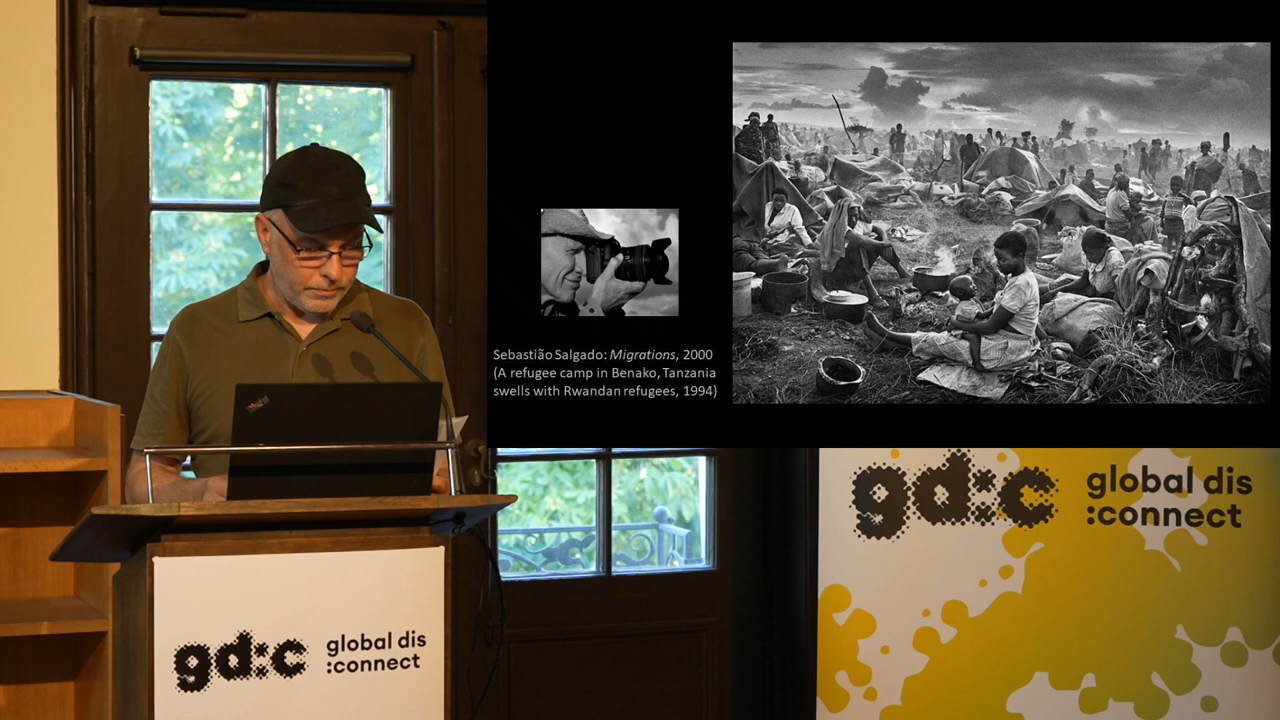 Sebastião Salgado: Migrations, 2000
(A refugee camp in Benako, Tanzania
swells with Rwandan refugees, 1994)
gd:c
global dis
:connect
gd:c
global dis
:connect